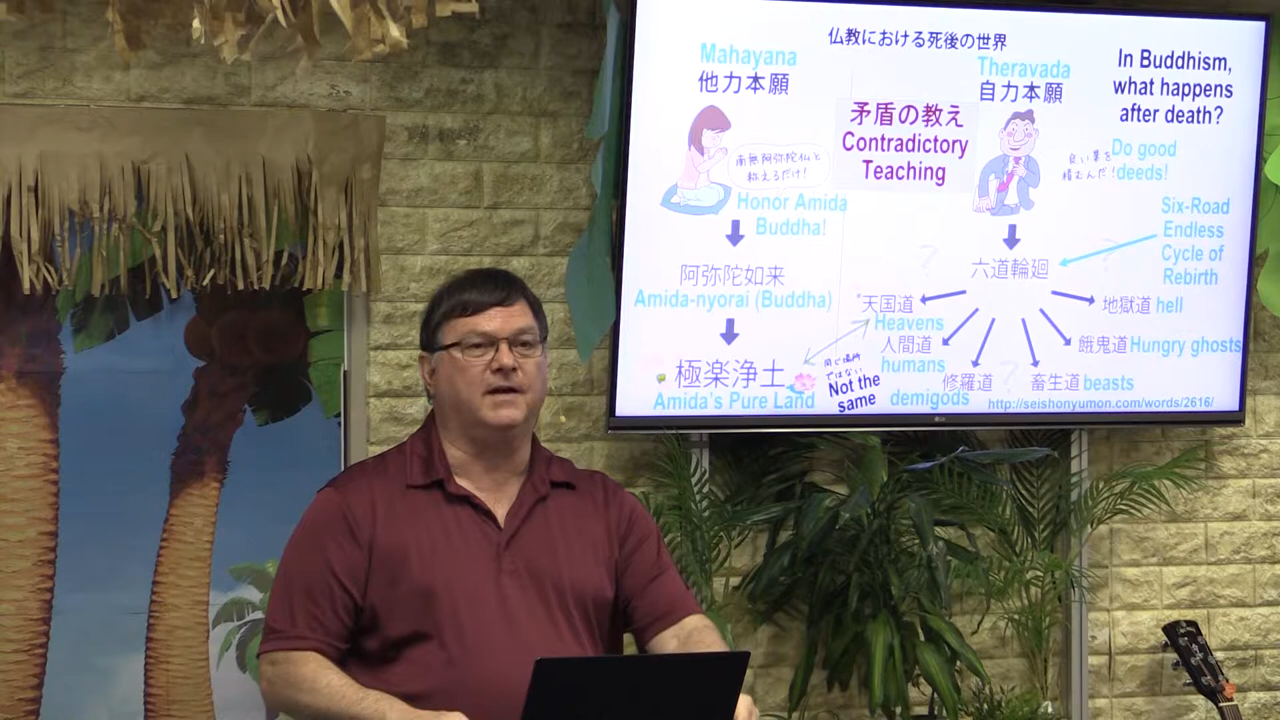 仏教における死後の世界
Mahayana
他力本願
南無阿弥陀仏と
称えるだけ!
Honor Amida
Buddha!
阿弥陀如来
Amida-nyorai (Buddha)
極楽浄土
Amida's Pure Land
矛盾の教え
Contradictory
Teaching
Theravada
自力本願
In Buddhism,
what happens
after death?
良い業を
積むんだ!
Do good
deeds!
Six-Road
Endless
Cycle of
Rebirth
?
?
六道輪廻
天国道
Heavens
人間道
humans
修羅道
demigods
?
畜生道 beasts
餓鬼道 Hungry ghosts
地獄道 hell
同じ場所
ではない
Not the
same
http://seishonyumon.com/words/2616/
LG